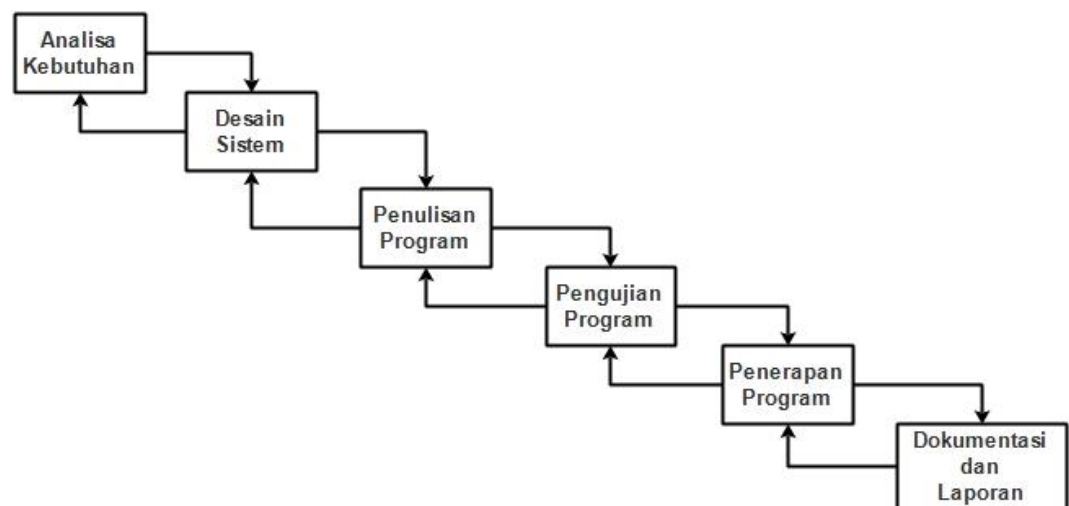 Analisa
Kebutuhan
Desain
Sistem
Penulisan
Program
Pengujian
Program
Penerapan
Program
Dokumentasi
dan
Laporan